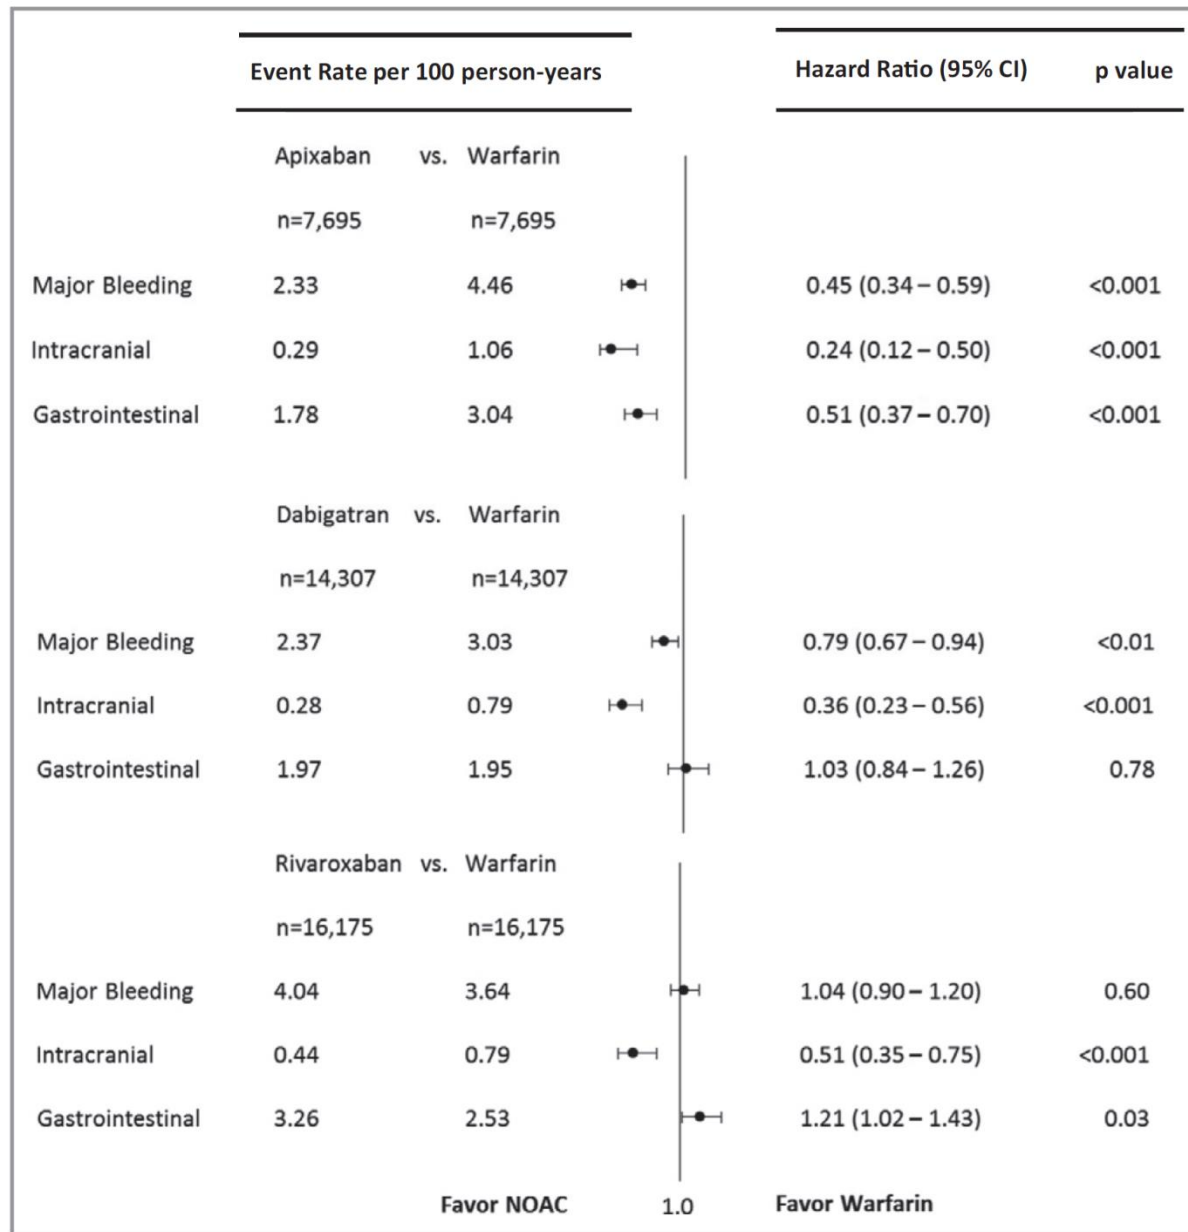 Event Rate per 100 person-years Hazard Ratio (95% CI) p value
Apixaban vs. Warfarin
n=7,695 n=7,695
Major Bleeding 2.33 4.46 0.45 (0.34 – 0.59) <0.001
Intracranial 0.29 1.06 0.24 (0.12 – 0.50) <0.001
Gastrointestinal 1.78 3.04 0.51 (0.37 – 0.70) <0.001
Dabigatran vs. Warfarin
n=14,307 n=14,307
Major Bleeding 2.37 3.03 0.79 (0.67 – 0.94) <0.01
Intracranial 0.28 0.79 0.36 (0.23 – 0.56) <0.001
Gastrointestinal 1.97 1.95 1.03 (0.84 – 1.26) 0.78
Rivaroxaban vs. Warfarin
n=16,175 n=16,175
Major Bleeding 4.04 3.64 1.04 (0.90 – 1.20) 0.60
Intracranial 0.44 0.79 0.51 (0.35 – 0.75) <0.001
Gastrointestinal 3.26 2.53 1.21 (1.02 – 1.43) 0.03
Favor NOAC 1.0 Favor Warfarin